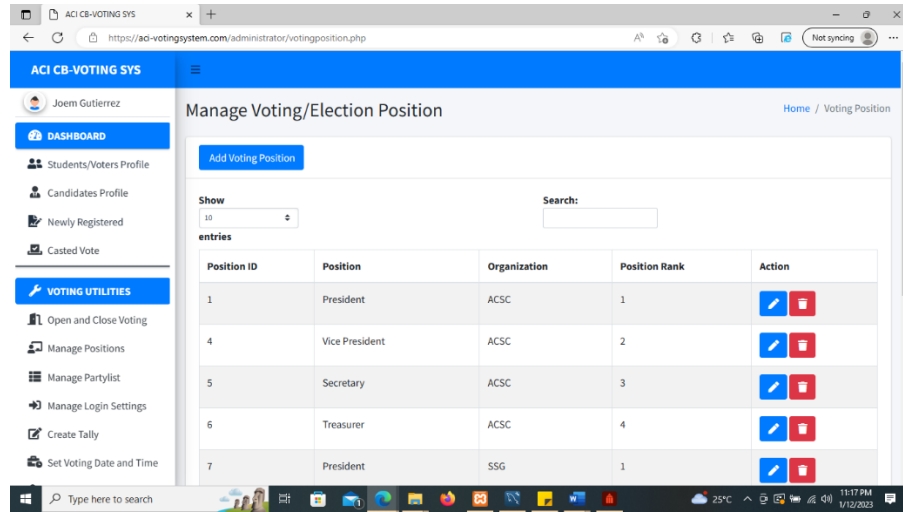 ACI CB-VOTING SYS
https://aci-votingsystem.com/administrator/votingposition.php
Not syncing
ACI CB-VOTING SYS
Joem Gutierrez
DASHBOARD
Students/Voters Profile
Candidates Profile
Newly Registered
Casted Vote
VOTING UTILITIES
Open and Close Voting
Manage Positions
Manage Partylist
Manage Login Settings
Create Tally
Set Voting Date and Time
Manage Voting/Election Position
Home / Voting Position
Add Voting Position
Show
10
entries
Search:
Position ID Position Organization Position Rank Action
1 President ACSC 1
4 Vice President ACSC 2
5 Secretary ACSC 3
6 Treasurer ACSC 4
7 President SSG 1
Type here to search
25°C
11:17 PM
1/12/2023